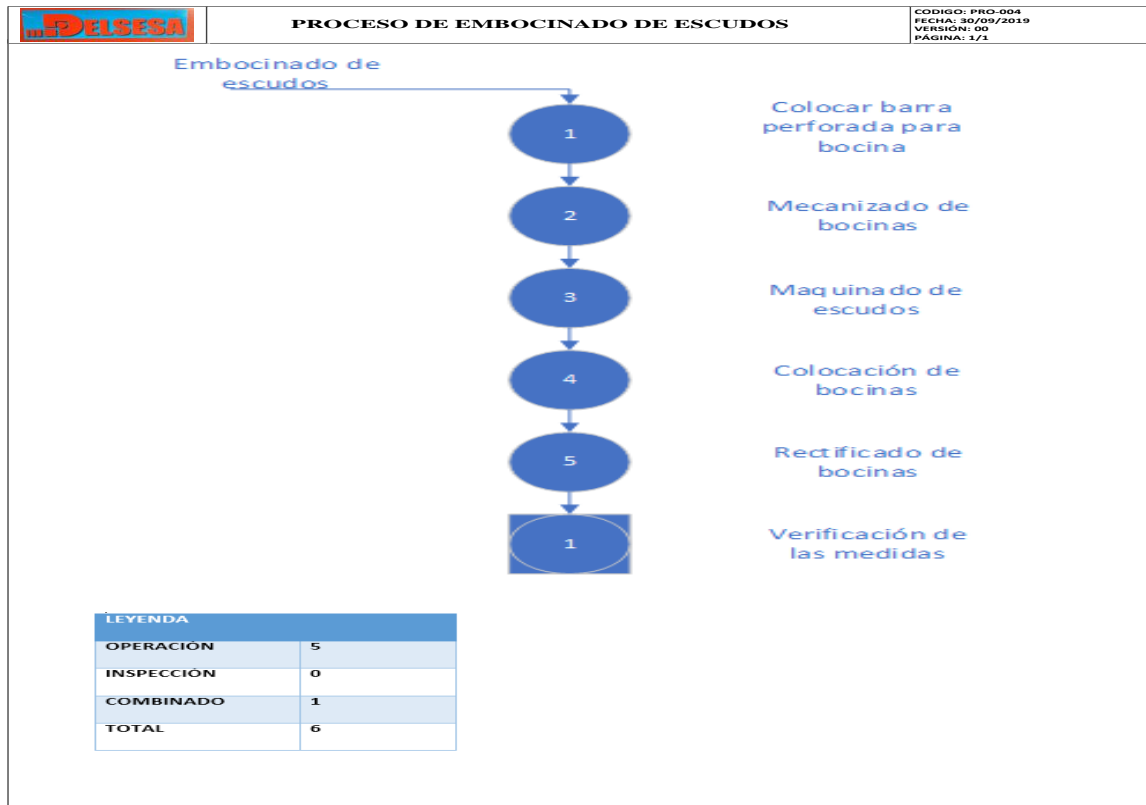 DELSESA
PROCESO DE EMBOCINADO DE ESCUDOS
CODIGO: PRO-004
FECHA: 30/09/2019
VERSIÓN: 00
PÁGINA: 1/1
Embocinado de
escudos
1
Colocar barra
perforada para
bocina
2
Mecanizado de
bocinas
3
Maquinado de
escudos
4
Colocación de
bocinas
5
Rectificado de
bocinas
1
Verificación de
las medidas
LEYENDA
OPERACIÓN 5
INSPECCIÓN 0
COMBINADO 1
TOTAL 6